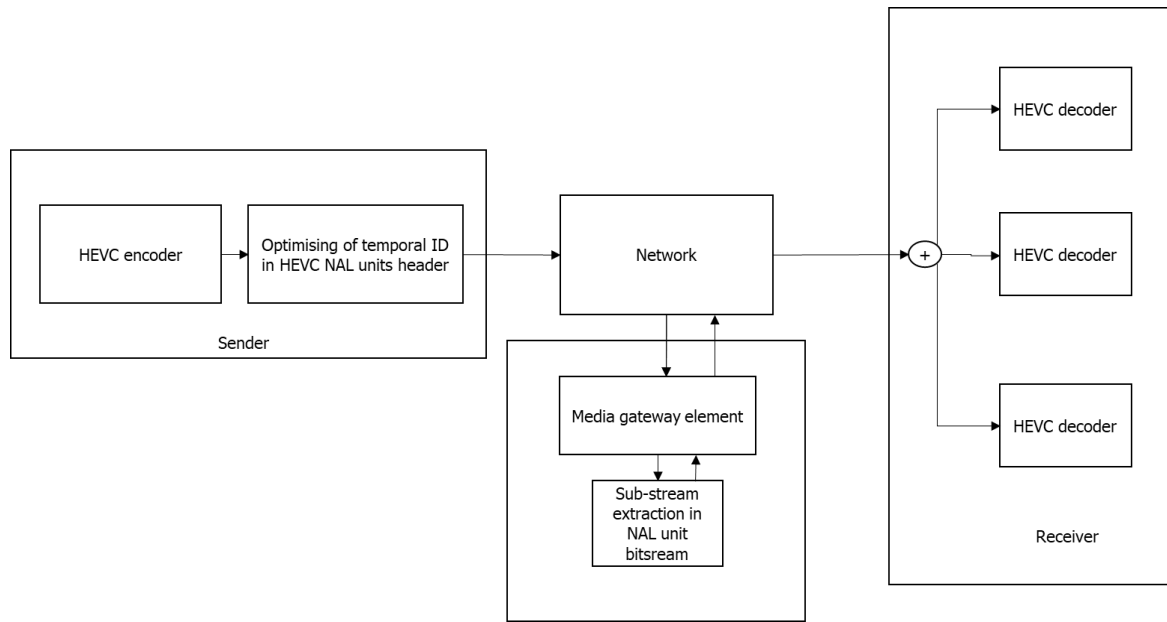 HEVC encoder
Optimising of temporal ID
in HEVC NAL units header
Sender
Network
Media gateway element
Sub-stream
extraction in
NAL unit
bitsream
+
HEVC decoder
HEVC decoder
HEVC decoder
Receiver